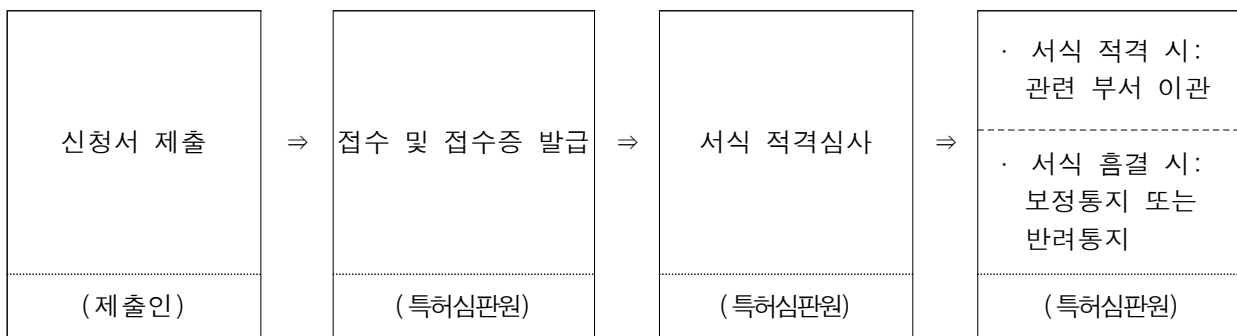 신청서 제출
(제출인)
⇒
접수 및 접수증 발급
(특허심판원)
⇒
서식 적격심사
(특허심판원)
⇒
· 서식 적격 시:
관련 부서 이관
· 서식 흠결 시:
보정통지 또는
반려통지
(특허심판원)